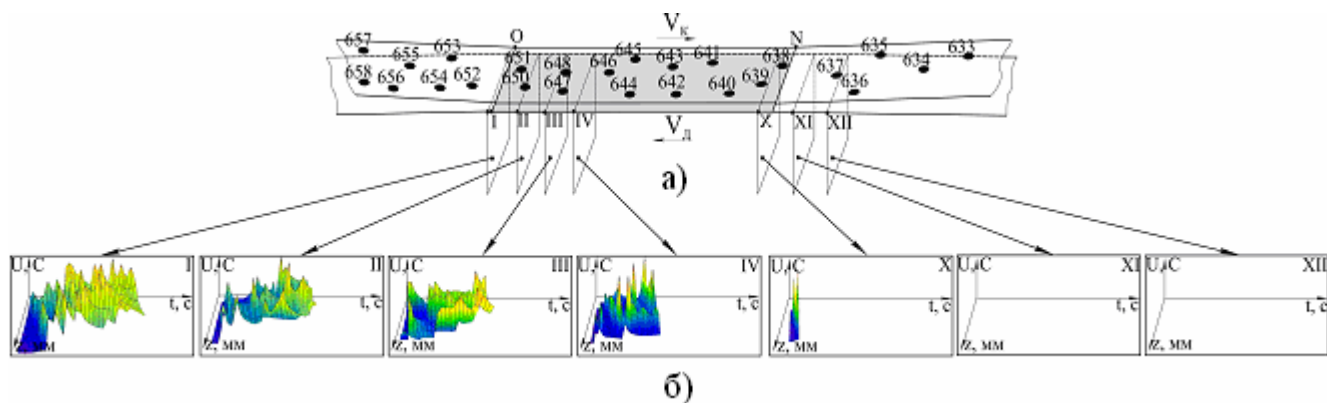 O Vк N
657 655 653 651 648 646 645 643 641 638 635 634 633
658 656 654 652 650 647 644 642 640 639 637 636
I II III IV X XI XII
Vд
а)
U,°C I t, c z, мм
U,°C II t, c z, мм
U,°C III t, c z, мм
U,°C IV t, c z, мм
U,°C X t, c z, мм
U,°C XI t, c z, мм
U,°C XII t, c z, мм
б)